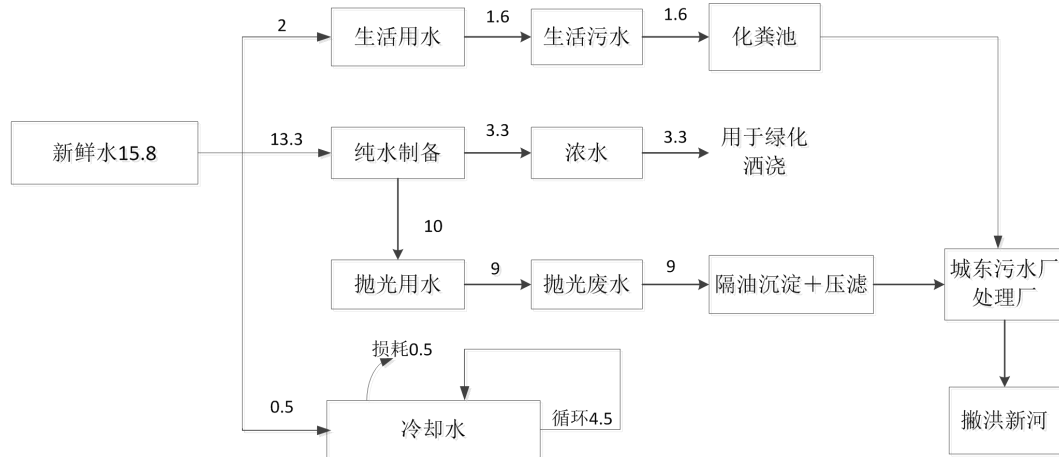 2
生活用水
1.6
生活污水
1.6
化粪池
新鲜水15.8
13.3
纯水制备
3.3
浓水
3.3
用于绿化
洒浇
10
抛光用水
9
抛光废水
9
隔油沉淀＋压滤
城东污水厂
处理厂
损耗0.5
0.5
冷却水
循环4.5
撇洪新河